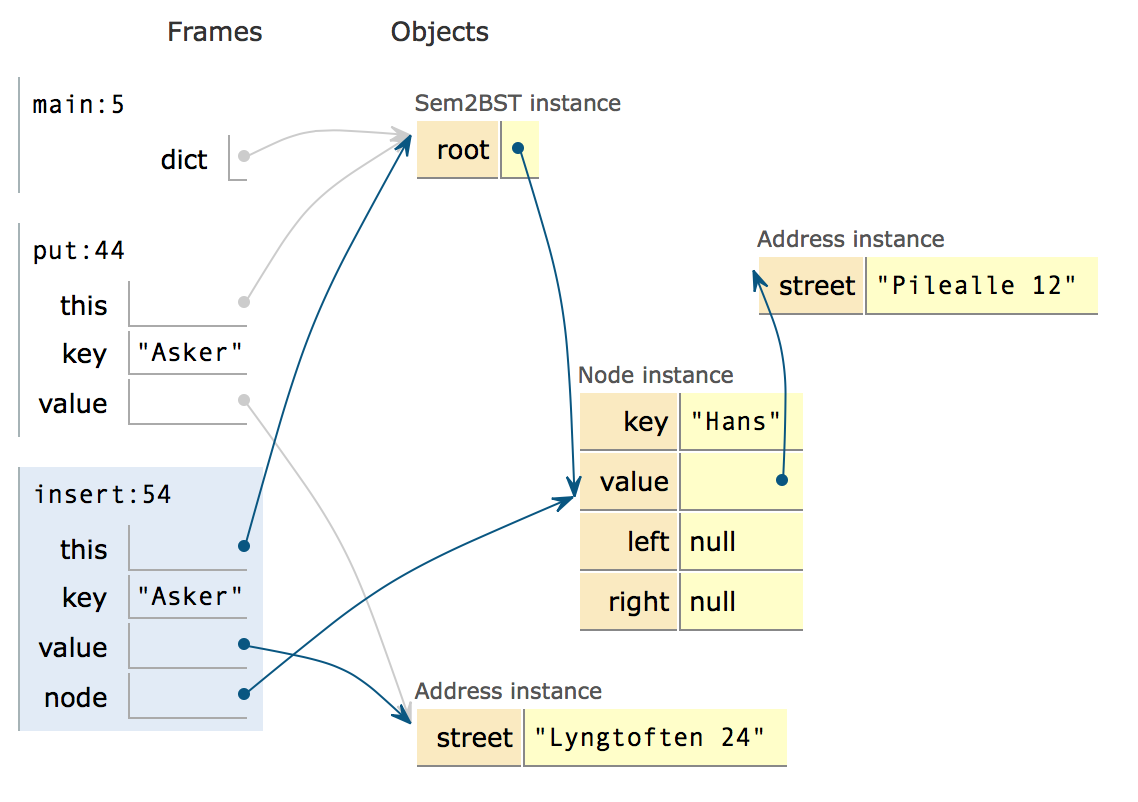 Frames Objects
main:5
dict
put:44
this
key "Asker"
value
insert:54
this
key "Asker"
value
node
Sem2BST instance
root
Address instance
street "Pilealle 12"
Node instance
key "Hans"
value
left null
right null
Address instance
street "Lyngtoften 24"